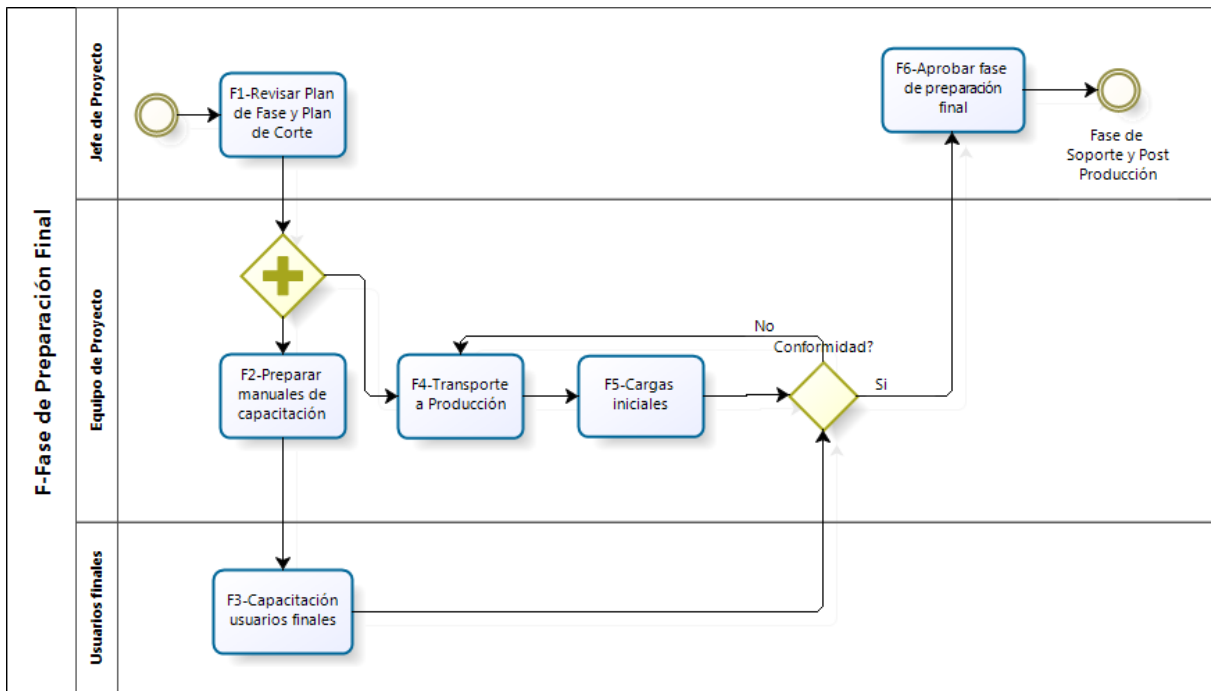 F-Fase de Preparación Final
Jefe de Proyecto
F1-Revisar Plan
de Fase y Plan
de Corte
F6-Aprobar fase
de preparación
final
Fase de
Soporte y Post
Producción
Equipo de Proyecto
F2-Preparar
manuales de
capacitación
F4-Transporte
a Producción
F5-Cargas
iniciales
No
Conformidad?
Si
Usuarios finales
F3-Capacitación
usuarios finales